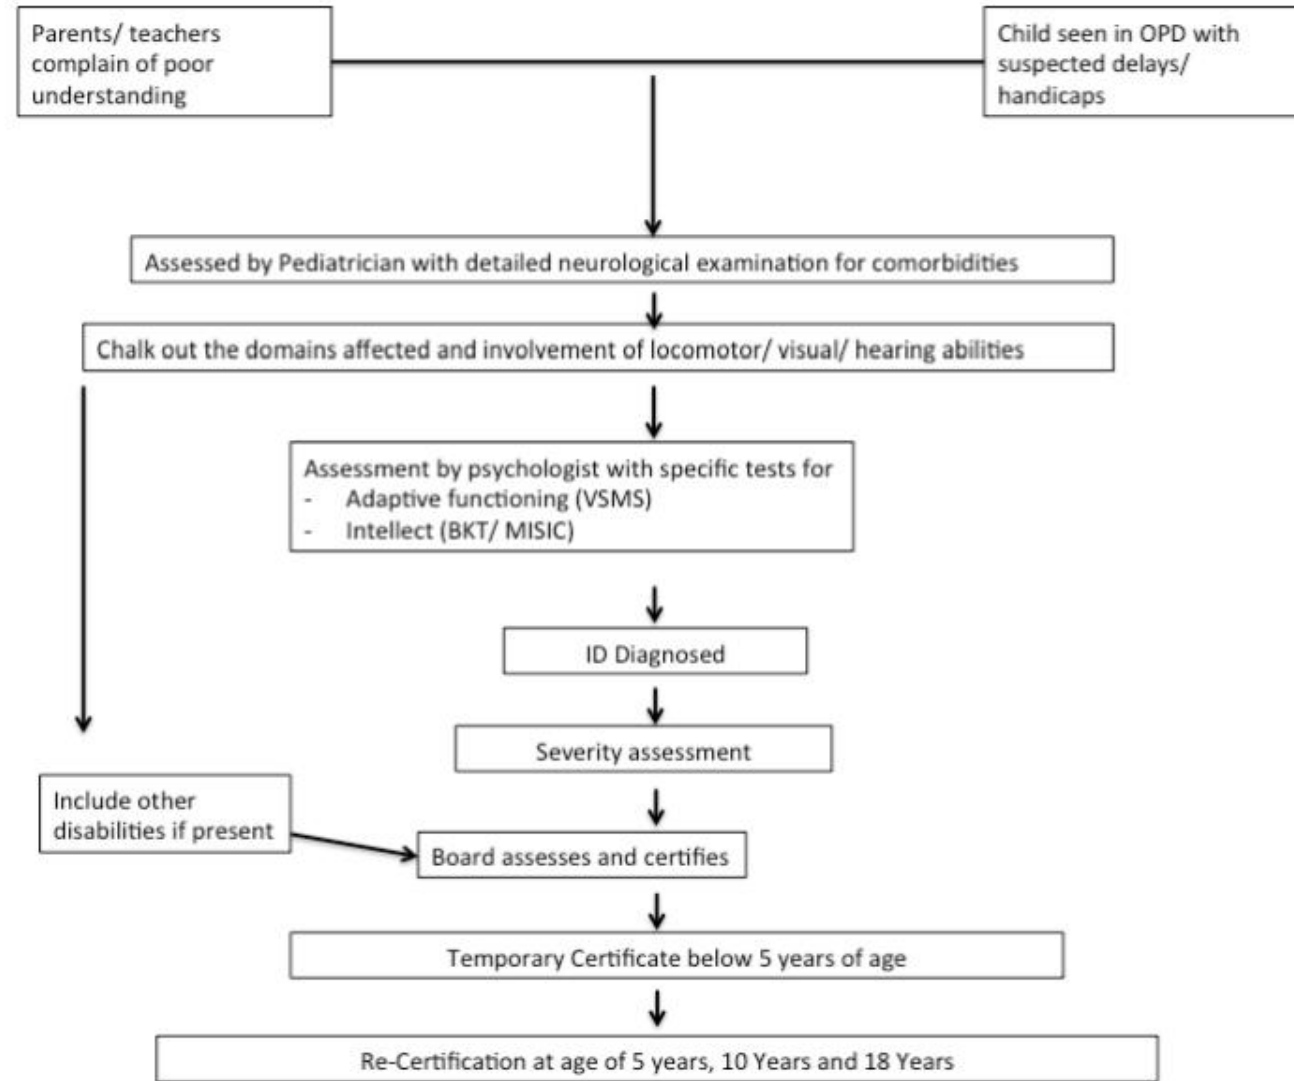 Parents/ teachers
complain of poor
understanding
Child seen in OPD with
suspected delays/
handicaps
Assessed by Pediatrician with detailed neurological examination for comorbidities
Chalk out the domains affected and involvement of locomotor/ visual/ hearing abilities
Assessment by psychologist with specific tests for
- Adaptive functioning (VSMS)
- Intellect (BKT/ MISIC)
ID Diagnosed
Severity assessment
Include other
disabilities if present
Board assesses and certifies
Temporary Certificate below 5 years of age
Re-Certification at age of 5 years, 10 Years and 18 Years